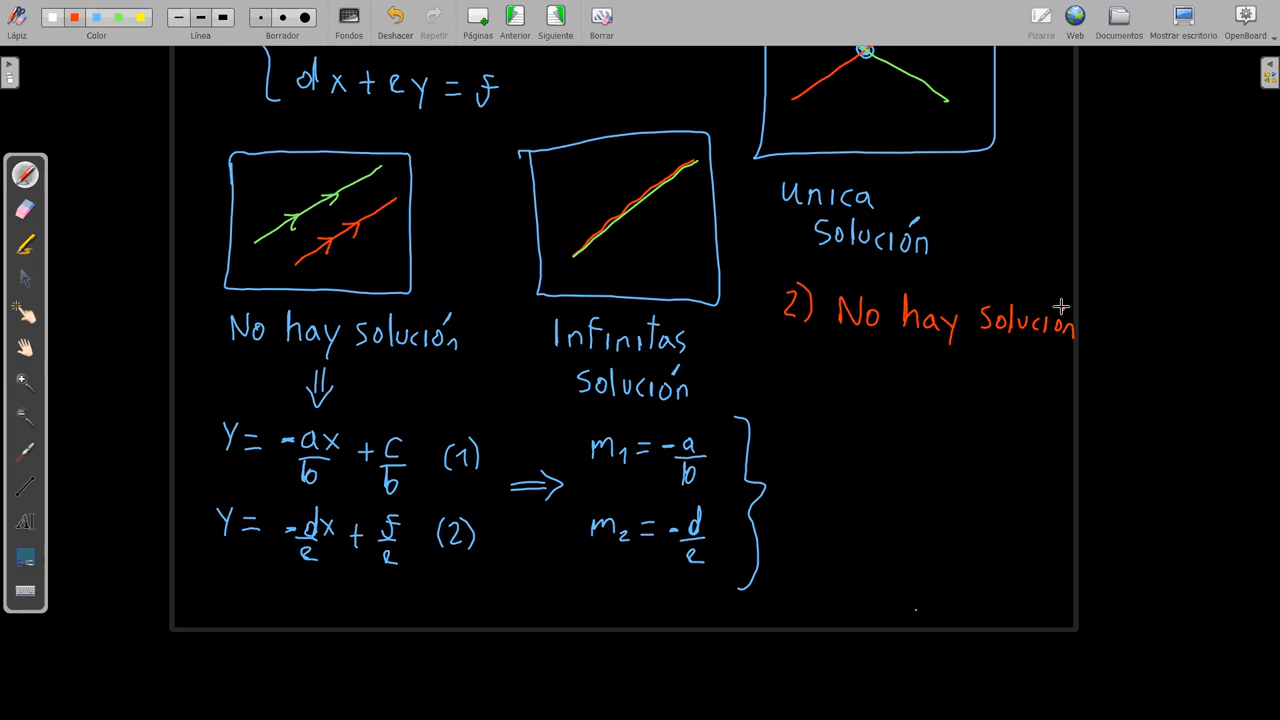 Lápiz
Color
Línea
Borrador
Fondos
Deshacer
Repetir
Páginas
Anterior
Siguiente
Borrar
Pizarra
Web
Documentos
Mostrar escritorio
OpenBoard
dx + ey = f
unica
solución
No hay solución
Infinitas
solución
2) No hay solución
Y = -ax/b + c/b (1)
Y = -dx/e + f/e (2)
m1 = -a/b
m2 = -d/e
AI